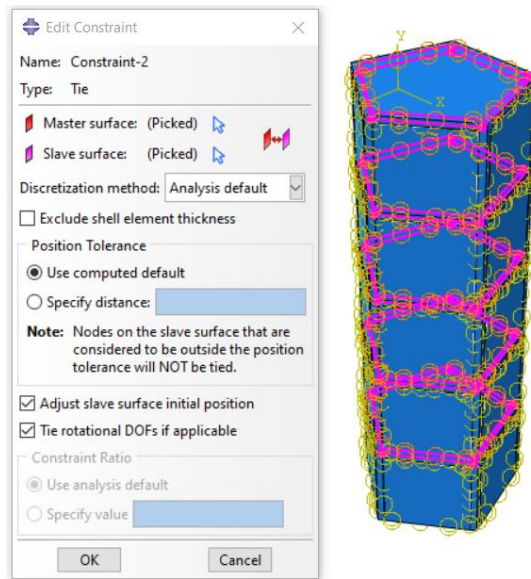 Edit Constraint
Name: Constraint-2
Type: Tie
Master surface: (Picked)
Slave surface: (Picked)
Discretization method: Analysis default
Exclude shell element thickness
Position Tolerance
Use computed default
Specify distance:
Note: Nodes on the slave surface that are
considered to be outside the position
tolerance will NOT be tied.
Adjust slave surface initial position
Tie rotational DOFs if applicable
Constraint Ratio
Use analysis default
Specify value
OK Cancel
Y
X